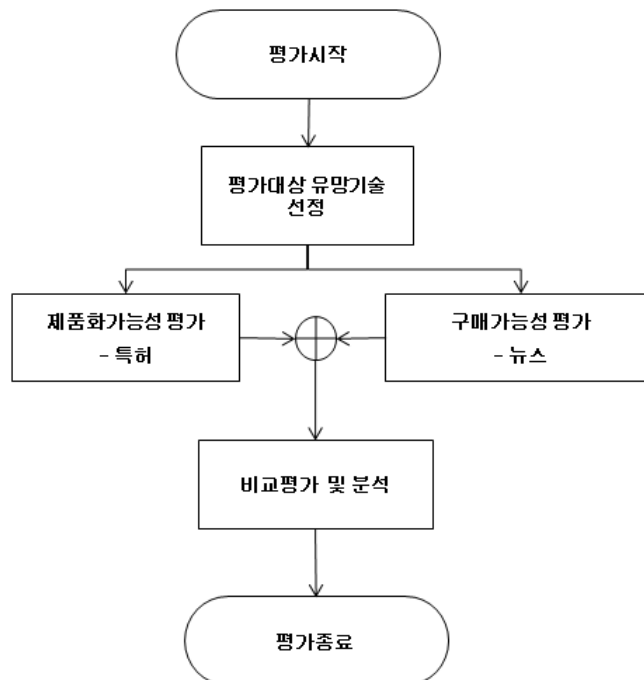 평가시작
평가대상 유망기술
선정
제품화가능성 평가
- 특허
구매가능성 평가
- 뉴스
비교평가 및 분석
평가종료